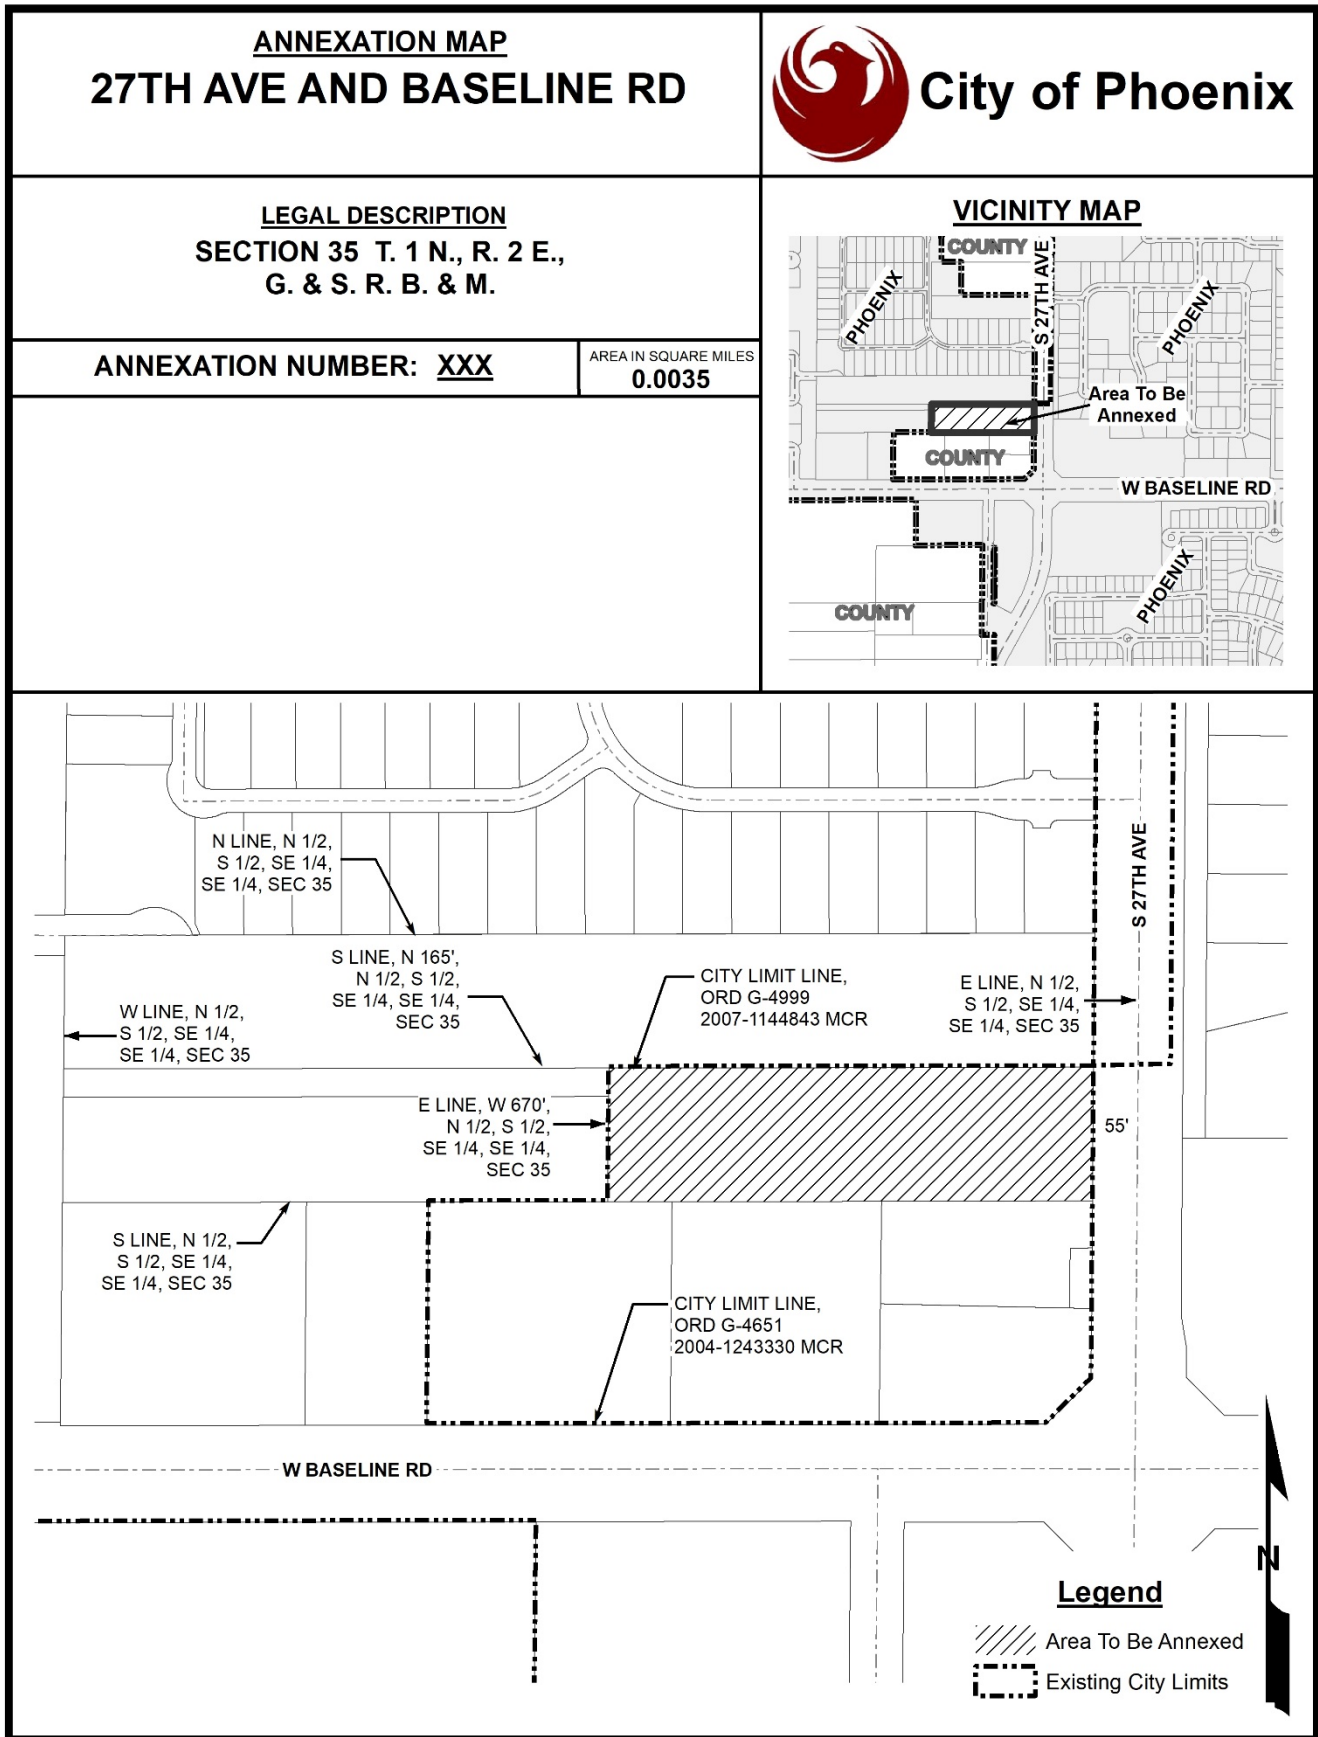 ANNEXATION MAP
27TH AVE AND BASELINE RD
City of Phoenix
LEGAL DESCRIPTION
SECTION 35 T. 1 N., R. 2 E.,
G. & S. R. B. & M.
ANNEXATION NUMBER: XXX
AREA IN SQUARE MILES
0.0035
VICINITY MAP
COUNTY
PHOENIX
S 27TH AVE
PHOENIX
Area To Be
Annexed
COUNTY
W BASELINE RD
PHOENIX
COUNTY
N LINE, N 1/2,
S 1/2, SE 1/4,
SE 1/4, SEC 35
S 27TH AVE
S LINE, N 165',
N 1/2, S 1/2,
SE 1/4, SE 1/4,
SEC 35
CITY LIMIT LINE,
ORD G-4999
2007-1144843 MCR
E LINE, N 1/2,
S 1/2, SE 1/4,
SE 1/4, SEC 35
W LINE, N 1/2,
S 1/2, SE 1/4,
SE 1/4, SEC 35
E LINE, W 670',
N 1/2, S 1/2,
SE 1/4, SE 1/4,
SEC 35
55'
S LINE, N 1/2,
S 1/2, SE 1/4,
SE 1/4, SEC 35
CITY LIMIT LINE,
ORD G-4651
2004-1243330 MCR
W BASELINE RD
N
Legend
Area To Be Annexed
Existing City Limits